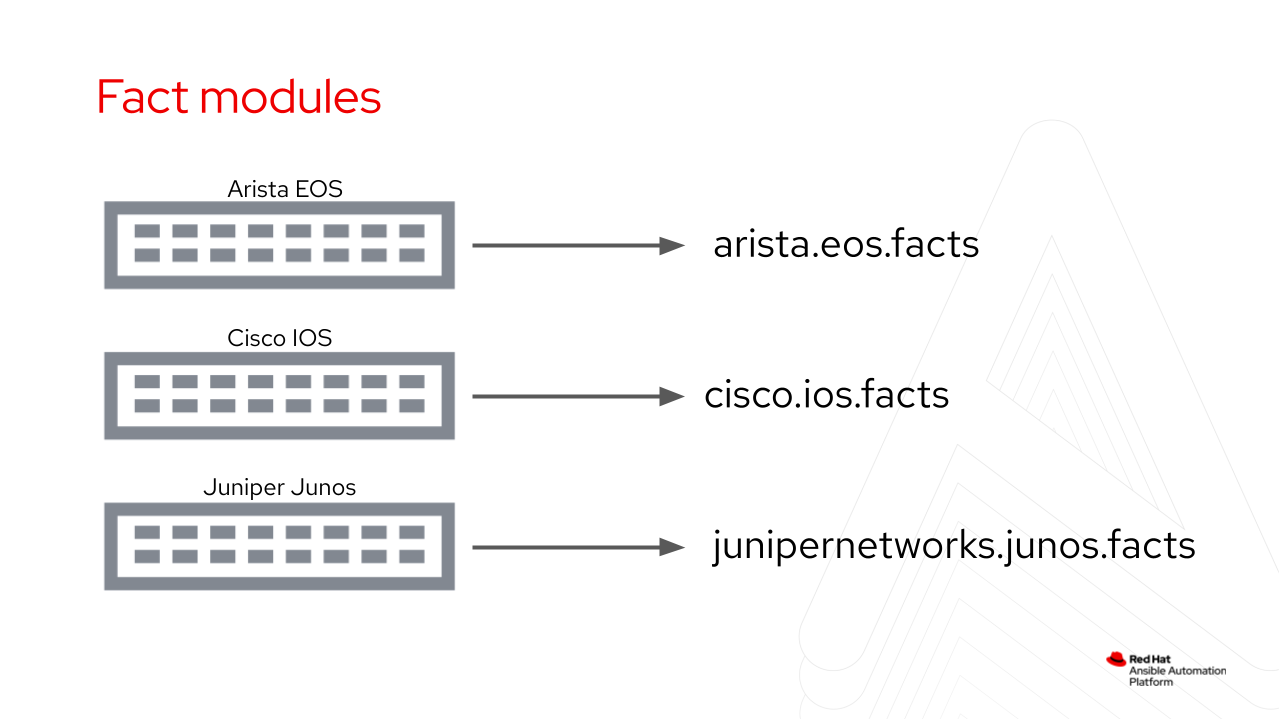 Fact modules
Arista EOS
arista.eos.facts
Cisco IOS
cisco.ios.facts
Juniper Junos
junipernetworks.junos.facts
Red Hat
Ansible Automation
Platform